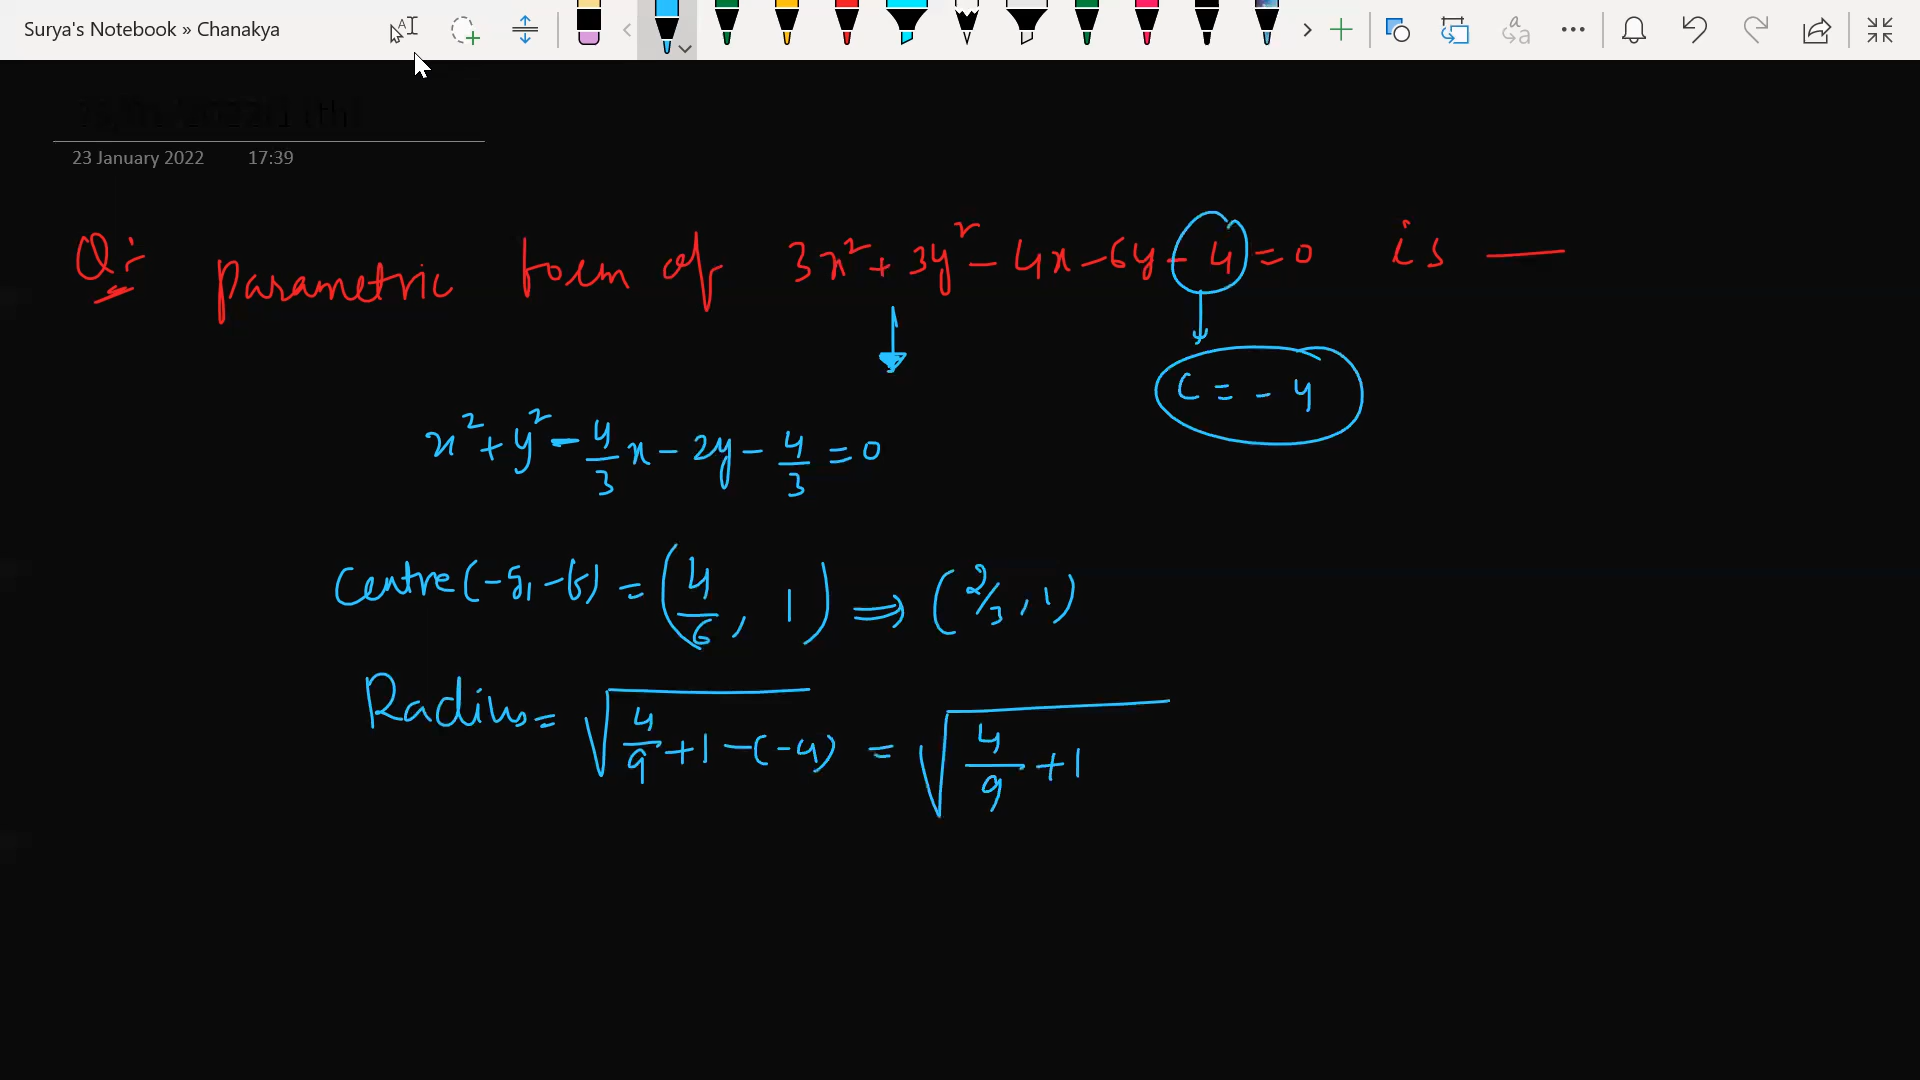 Surya's Notebook » Chanakya
23 January 2022 17:39
Q:- Parametric form of 3x² + 3y² - 4x - 6y - 4 = 0 is —
C = - 4
x² + y² - 4/3 x - 2y - 4/3 = 0
Centre (-g, -f) = (4/6, 1) ⇒ (2/3, 1)
Radius = √(4/9 + 1 - (-4)) = √(4/9 + 1